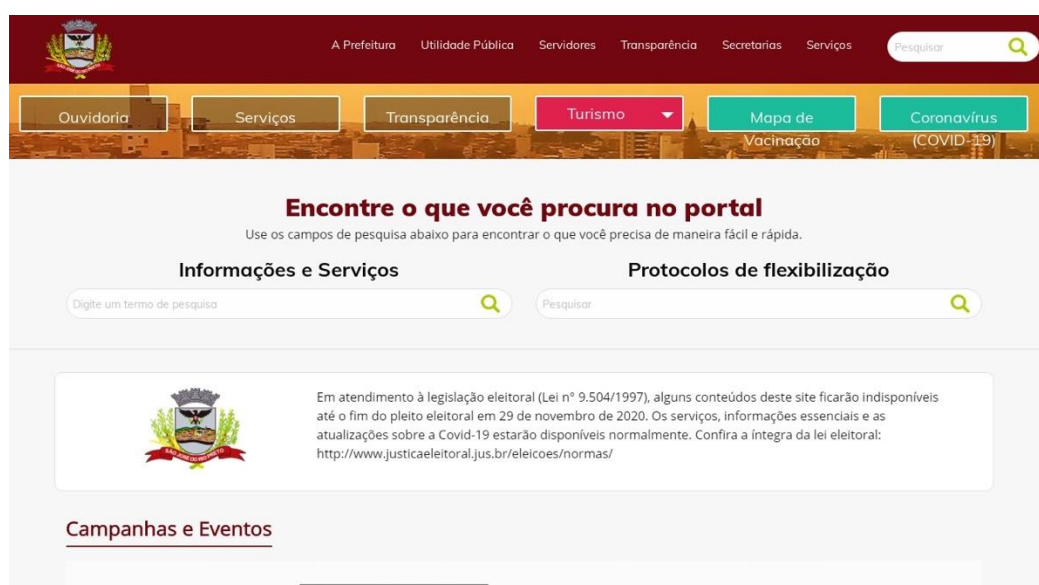 A Prefeitura Utilidade Pública Servidores Transparência Secretarias Serviços Pesquisar
Ouvidoria Serviços Transparência Turismo Mapa de Vacinação Coronavírus (COVID-19)
Encontre o que você procura no portal
Use os campos de pesquisa abaixo para encontrar o que você precisa de maneira fácil e rápida.
Informações e Serviços Protocolos de flexibilização
Digite um termo de pesquisa Pesquisar
Em atendimento à legislação eleitoral (Lei nº 9.504/1997), alguns conteúdos deste site ficarão indisponíveis
até o fim do pleito eleitoral em 29 de novembro de 2020. Os serviços, informações essenciais e as
atualizações sobre a Covid-19 estarão disponíveis normalmente. Confira a íntegra da lei eleitoral:
http://www.justicaeleitoral.jus.br/eleicoes/normas/
SÃO JOSÉ DO RIO PRETO
Campanhas e Eventos